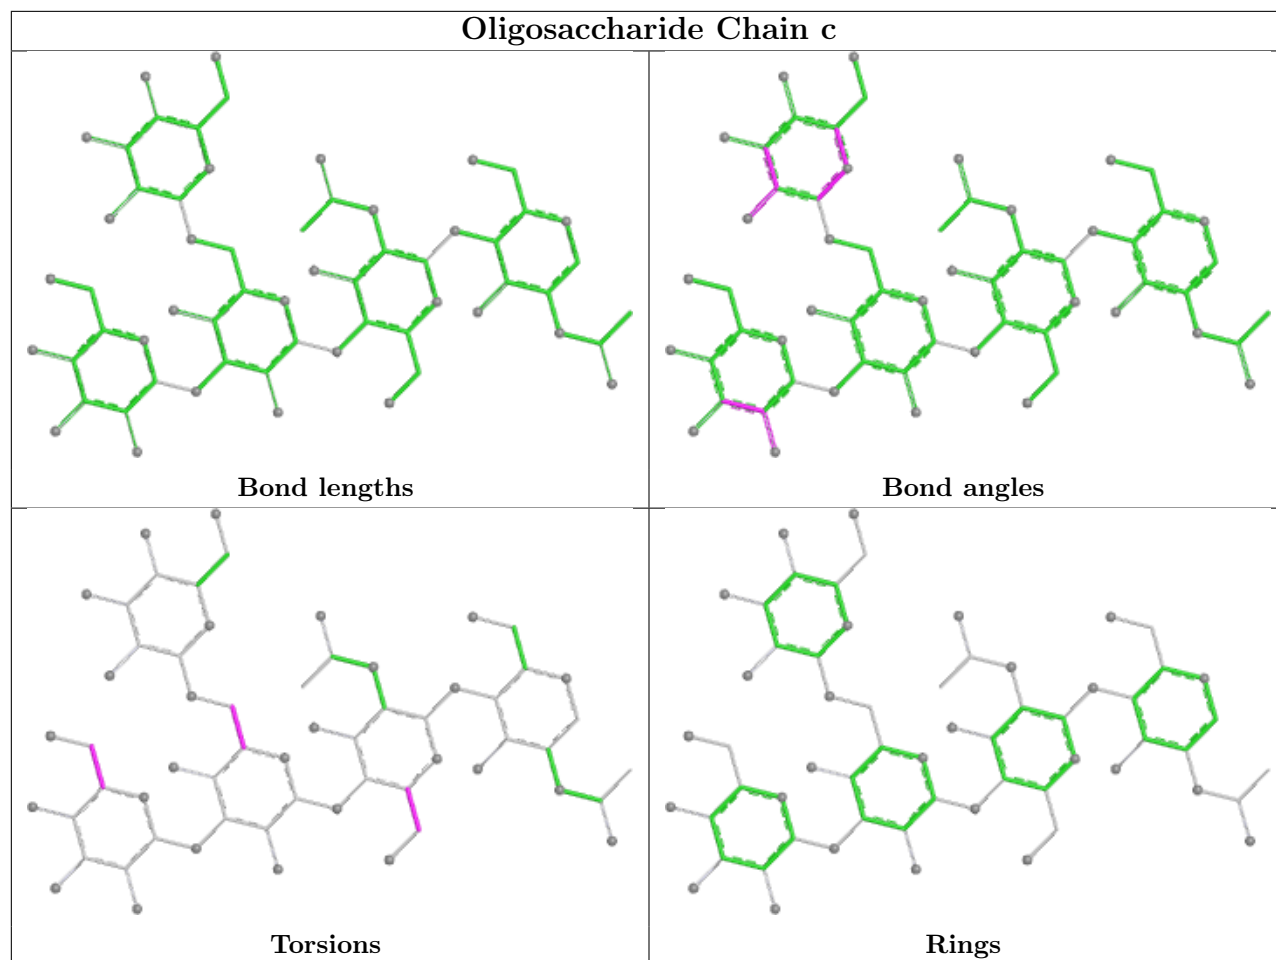 Oligosaccharide Chain c
Bond lengths
Bond angles
Torsions
Rings